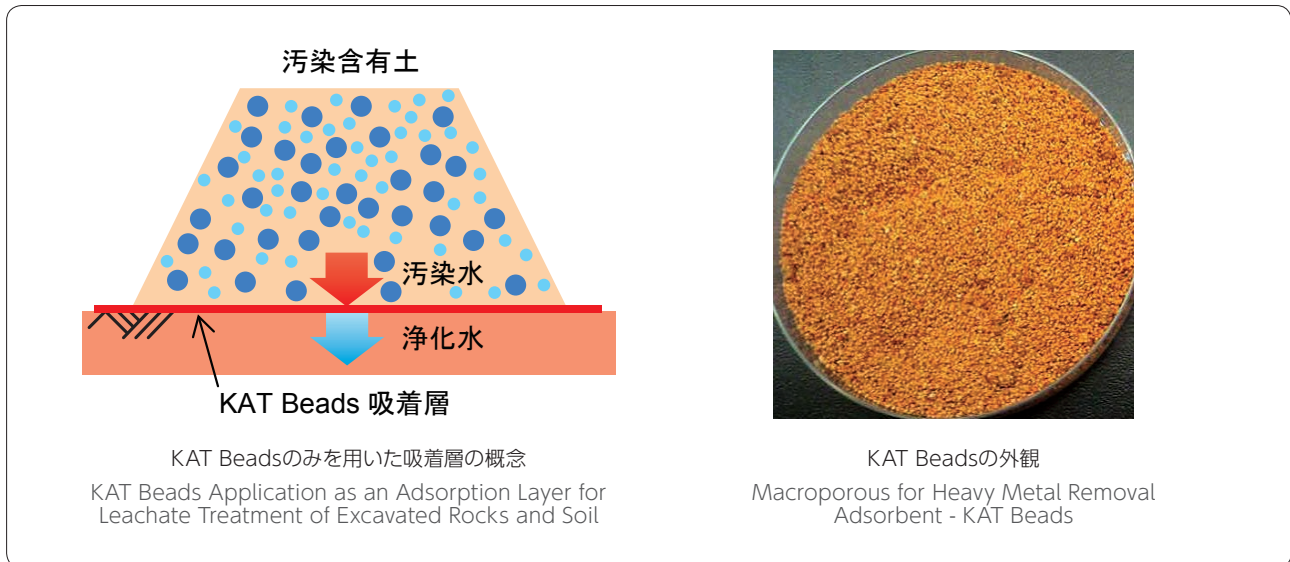 汚染含有土
汚染水
浄化水
KAT Beads 吸着層
KAT Beadsのみを用いた吸着層の概念
KAT Beads Application as an Adsorption Layer for
Leachate Treatment of Excavated Rocks and Soil
KAT Beadsの外観
Macroporous for Heavy Metal Removal
Adsorbent - KAT Beads